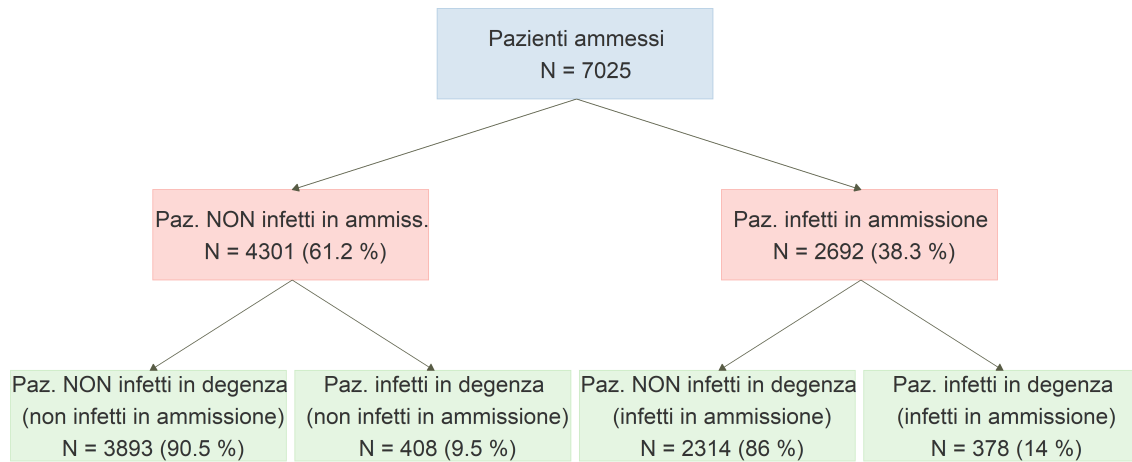 Pazienti ammessi
N = 7025
Paz. NON infetti in ammiss.
N = 4301 (61.2 %)
Paz. infetti in ammissione
N = 2692 (38.3 %)
Paz. NON infetti in degenza
(non infetti in ammissione)
N = 3893 (90.5 %)
Paz. infetti in degenza
(non infetti in ammissione)
N = 408 (9.5 %)
Paz. NON infetti in degenza
(infetti in ammissione)
N = 2314 (86 %)
Paz. infetti in degenza
(infetti in ammissione)
N = 378 (14 %)